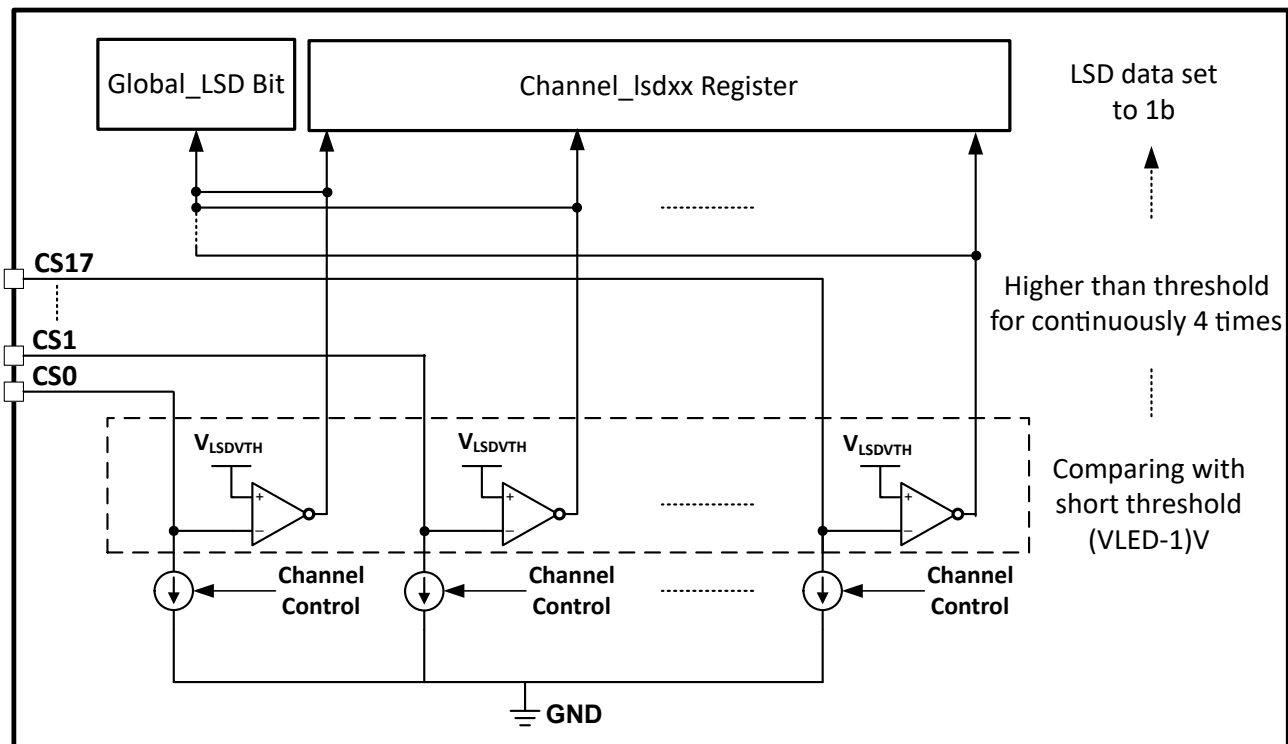 Global_LSD Bit
Channel_lsdxx Register
LSD data set
to 1b
CS17
Higher than threshold
for continuously 4 times
CS1
CS0
VLSDVTH
VLSDVTH
VLSDVTH
+
+
+
−
−
−
Comparing with
short threshold
(VLED-1)V
Channel
Control
Channel
Control
Channel
Control
GND